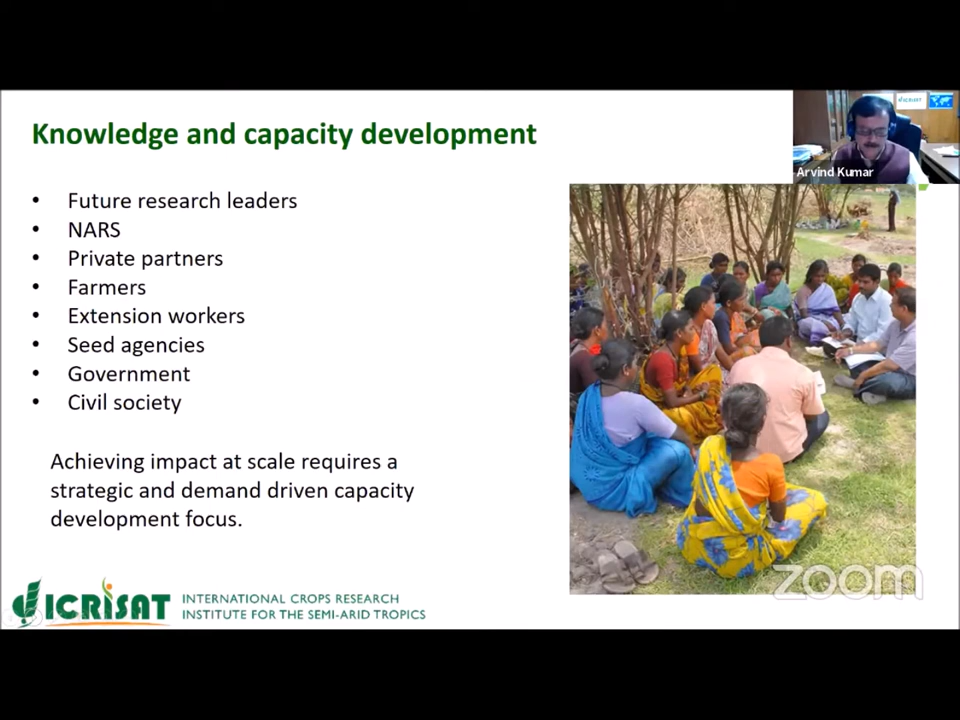 Knowledge and capacity development
Arvind Kumar
• Future research leaders
• NARS
• Private partners
• Farmers
• Extension workers
• Seed agencies
• Government
• Civil society
Achieving impact at scale requires a
strategic and demand driven capacity
development focus.
zoom
ICRISAT
INTERNATIONAL CROPS RESEARCH
INSTITUTE FOR THE SEMI-ARID TROPICS